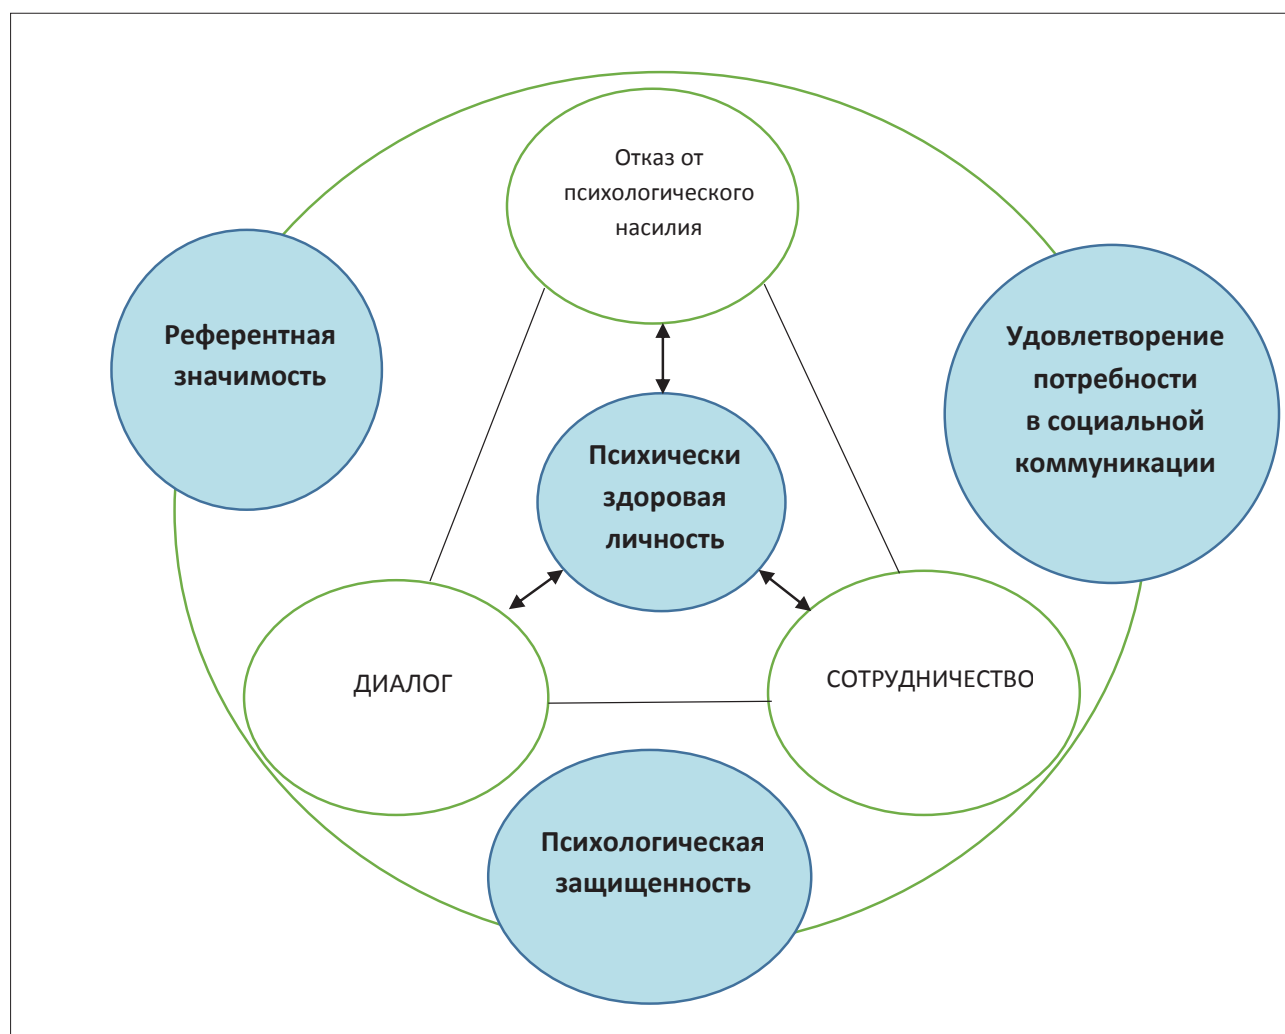 Отказ от
психологического
насилия
Референтная
значимость
Удовлетворение
потребности
в социальной
коммуникации
Психически
здоровая
личность
ДИАЛОГ
СОТРУДНИЧЕСТВО
Психологическая
защищенность